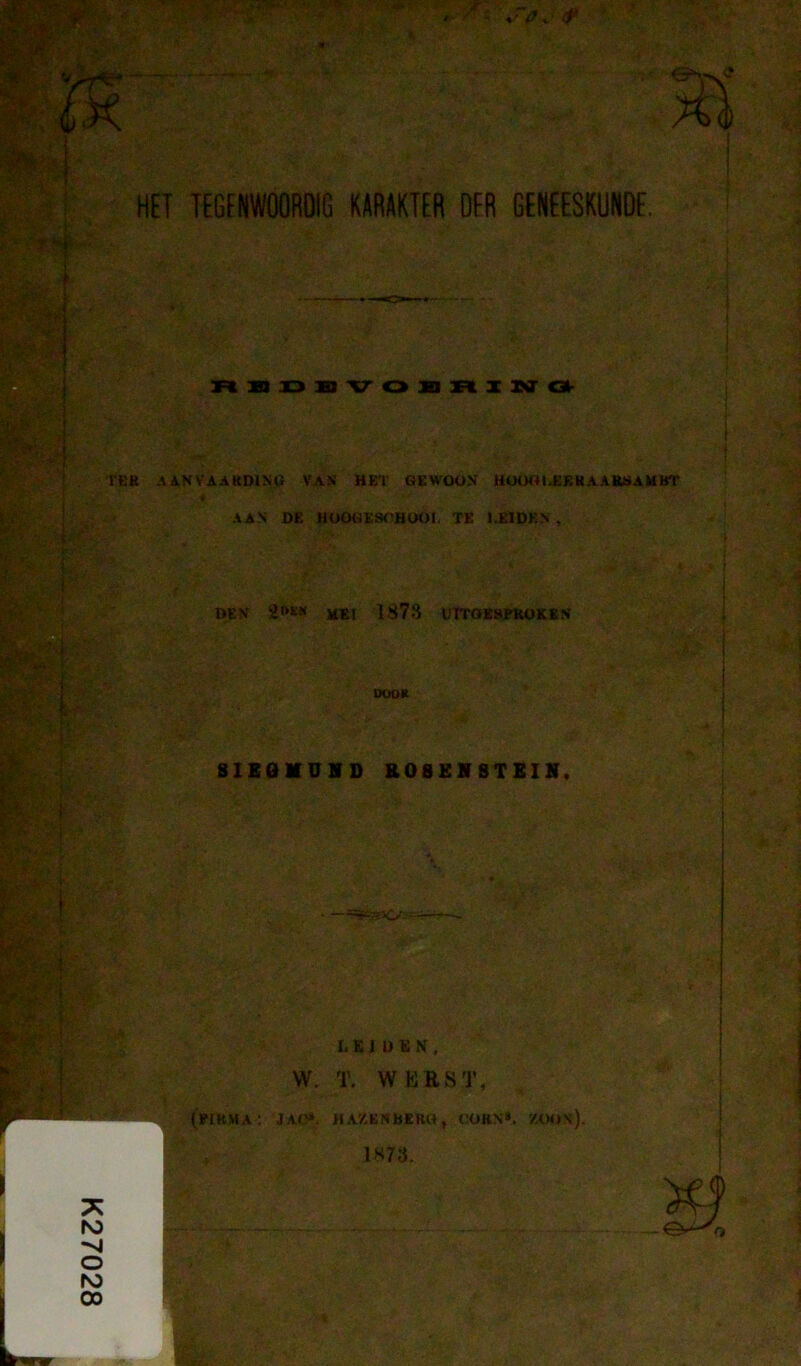 HET TEGENWOORDIG KARAKTER DER GENEESKUNDE.
REDEVOERING
TER AANVAARDING VAN HET GEWOON HOOGLEERAARSAMBT
AAN DE HOOGESCHOOL TE LEIDEN,
DEN 2DEN MEI 1873 UITGESPROKEN
DOOR
SIEGMUND ROSENSTEIN.
LEIDEN,
W. T. WERST,
(FIRMA: JACS. HAZENBERG, CORNS. ZOON).
1873.
K27028